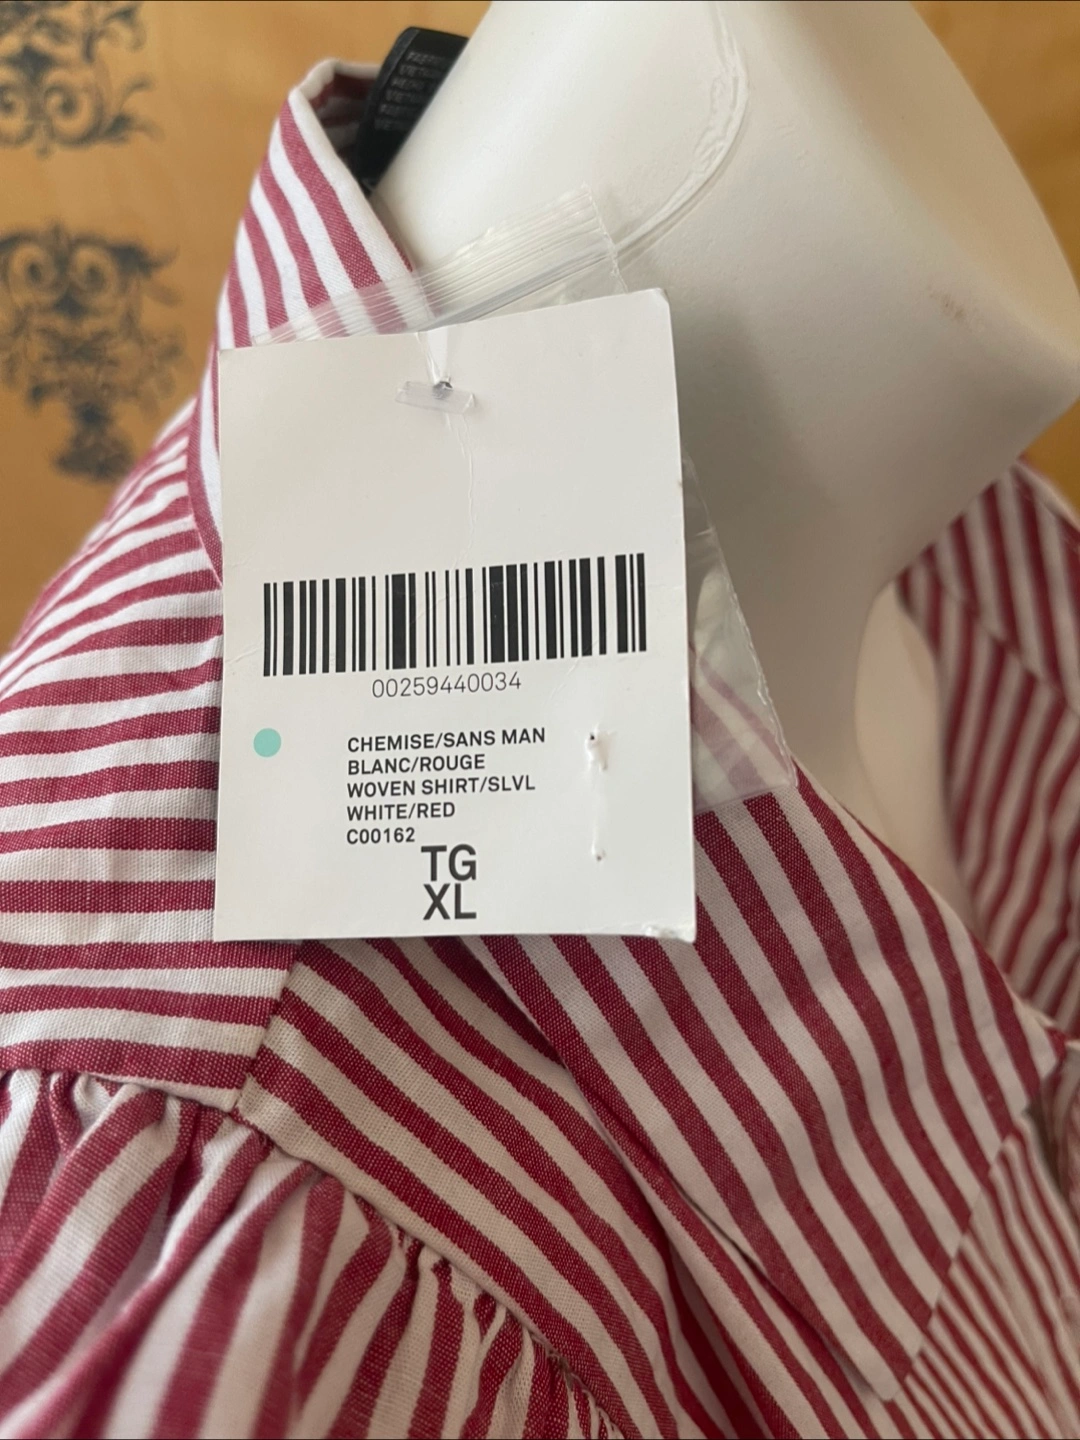 00259440034
CHEMISE/SANS MAN
BLANC/ROUGE
WOVEN SHIRT/SLVL
WHITE/RED
C00162
TG
XL